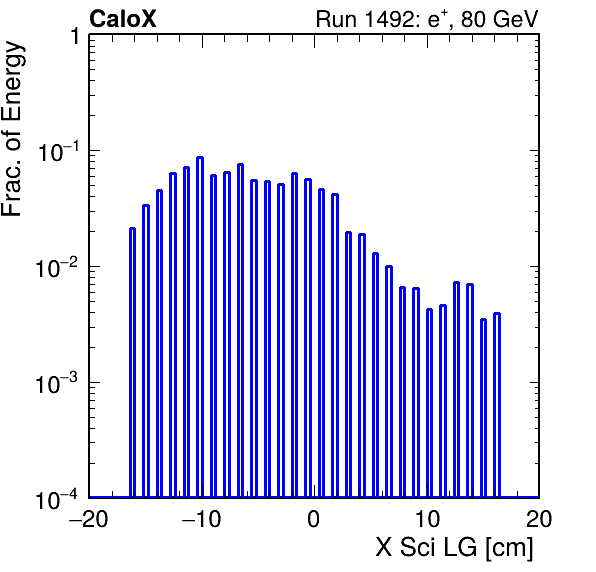 CaloX
Run 1492: e⁺, 80 GeV
Frac. of Energy
1
10⁻¹
10⁻²
10⁻³
10⁻⁴
−20
−10
0
10
20
X Sci LG [cm]